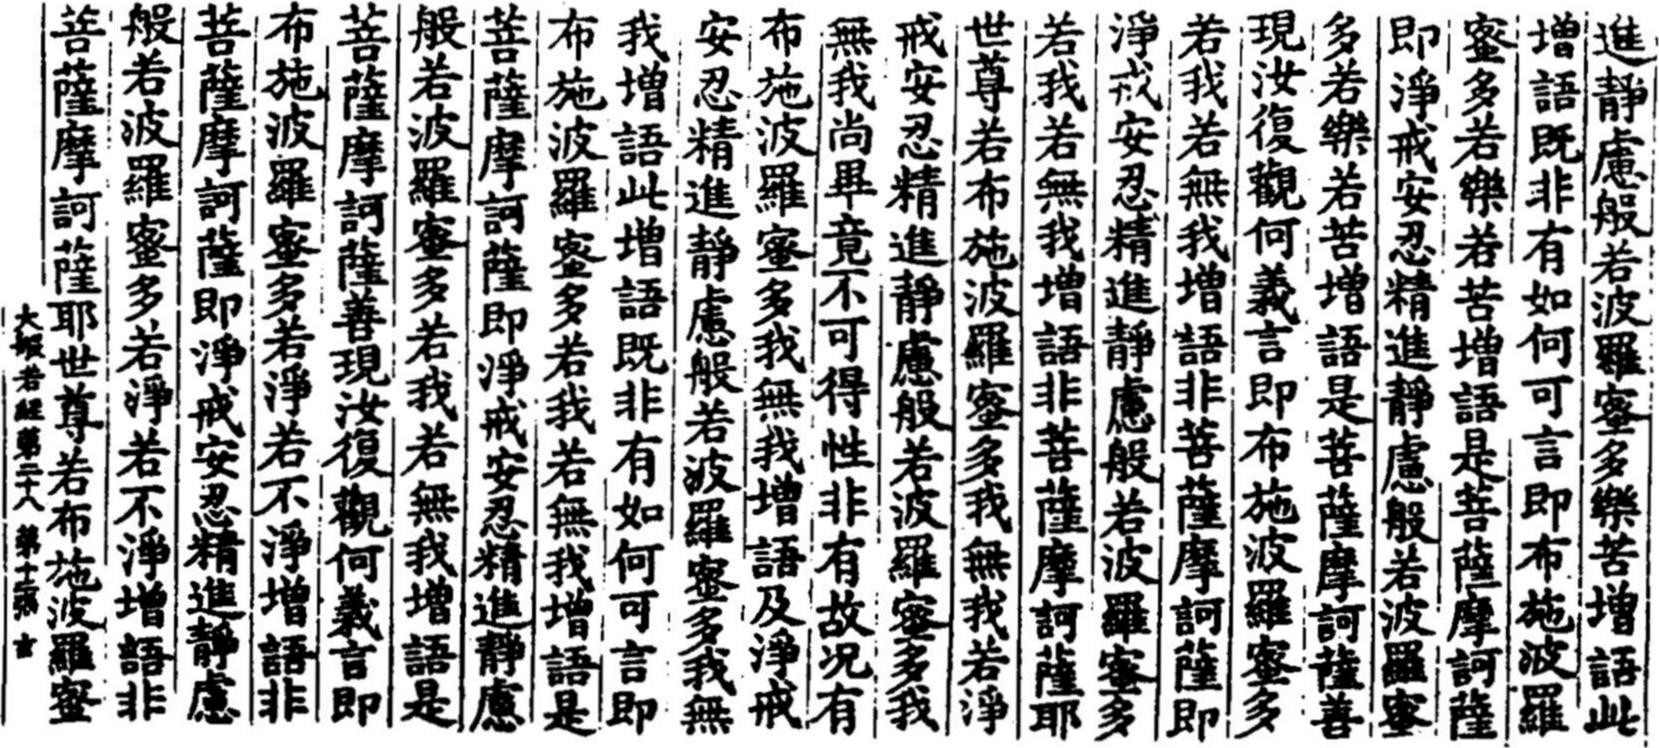 進靜慮般若波羅蜜多樂苦增語此
增語既非有如何可言即布施波羅
蜜多若樂若苦增語是菩薩摩訶薩
即淨戒安忍精進靜慮般若波羅蜜
多若樂若苦增語是菩薩摩訶薩善
現汝復觀何義言即布施波羅蜜多
若我若無我增語非菩薩摩訶薩即
淨戒安忍精進靜慮般若波羅蜜多
若我若無我增語非菩薩摩訶薩耶
世尊若布施波羅蜜多我無我若淨
戒安忍精進靜慮般若波羅蜜多我
無我尚畢竟不可得性非有故況有
布施波羅蜜多我無我增語及淨戒
安忍精進靜慮般若波羅蜜多我無
我增語此增語既非有如何可言即
布施波羅蜜多若我若無我增語是
菩薩摩訶薩即淨戒安忍精進靜慮
般若波羅蜜多若我若無我增語是
菩薩摩訶薩善現汝復觀何義言即
布施波羅蜜多若淨若不淨增語非
菩薩摩訶薩即淨戒安忍精進靜慮
般若波羅蜜多若淨若不淨增語非
菩薩摩訶薩耶世尊若布施波羅蜜
大般若經第二十八 第十二張